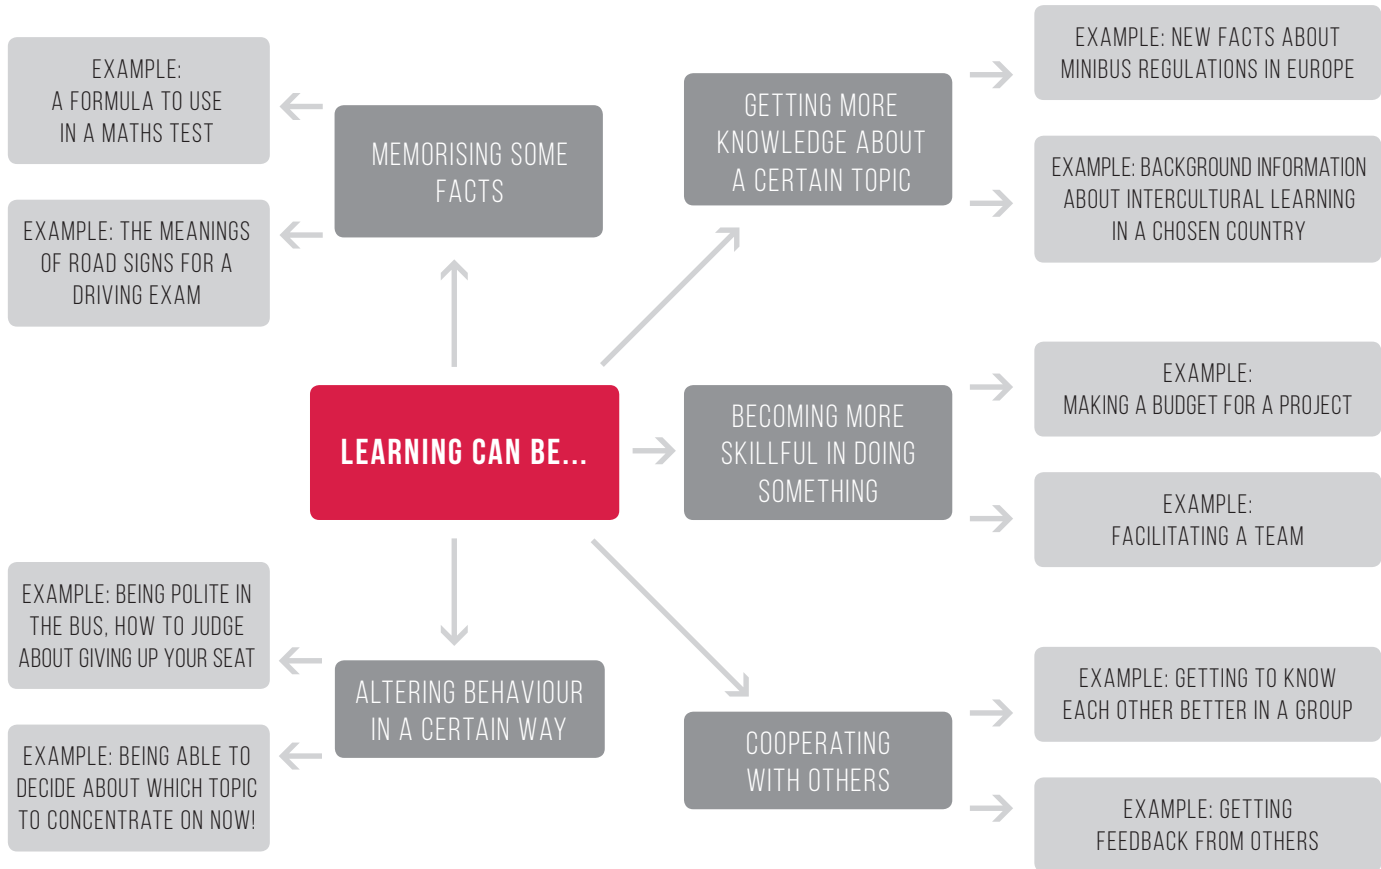 LEARNING CAN BE...
MEMORISING SOME
FACTS
EXAMPLE:
A FORMULA TO USE
IN A MATHS TEST
EXAMPLE: THE MEANINGS
OF ROAD SIGNS FOR A
DRIVING EXAM
GETTING MORE
KNOWLEDGE ABOUT
A CERTAIN TOPIC
EXAMPLE: NEW FACTS ABOUT
MINIBUS REGULATIONS IN EUROPE
EXAMPLE: BACKGROUND INFORMATION
ABOUT INTERCULTURAL LEARNING
IN A CHOSEN COUNTRY
BECOMING MORE
SKILLFUL IN DOING
SOMETHING
EXAMPLE:
MAKING A BUDGET FOR A PROJECT
EXAMPLE:
FACILITATING A TEAM
COOPERATING
WITH OTHERS
EXAMPLE: GETTING TO KNOW
EACH OTHER BETTER IN A GROUP
EXAMPLE: GETTING
FEEDBACK FROM OTHERS
ALTERING BEHAVIOUR
IN A CERTAIN WAY
EXAMPLE: BEING POLITE IN
THE BUS, HOW TO JUDGE
ABOUT GIVING UP YOUR SEAT
EXAMPLE: BEING ABLE TO
DECIDE ABOUT WHICH TOPIC
TO CONCENTRATE ON NOW!